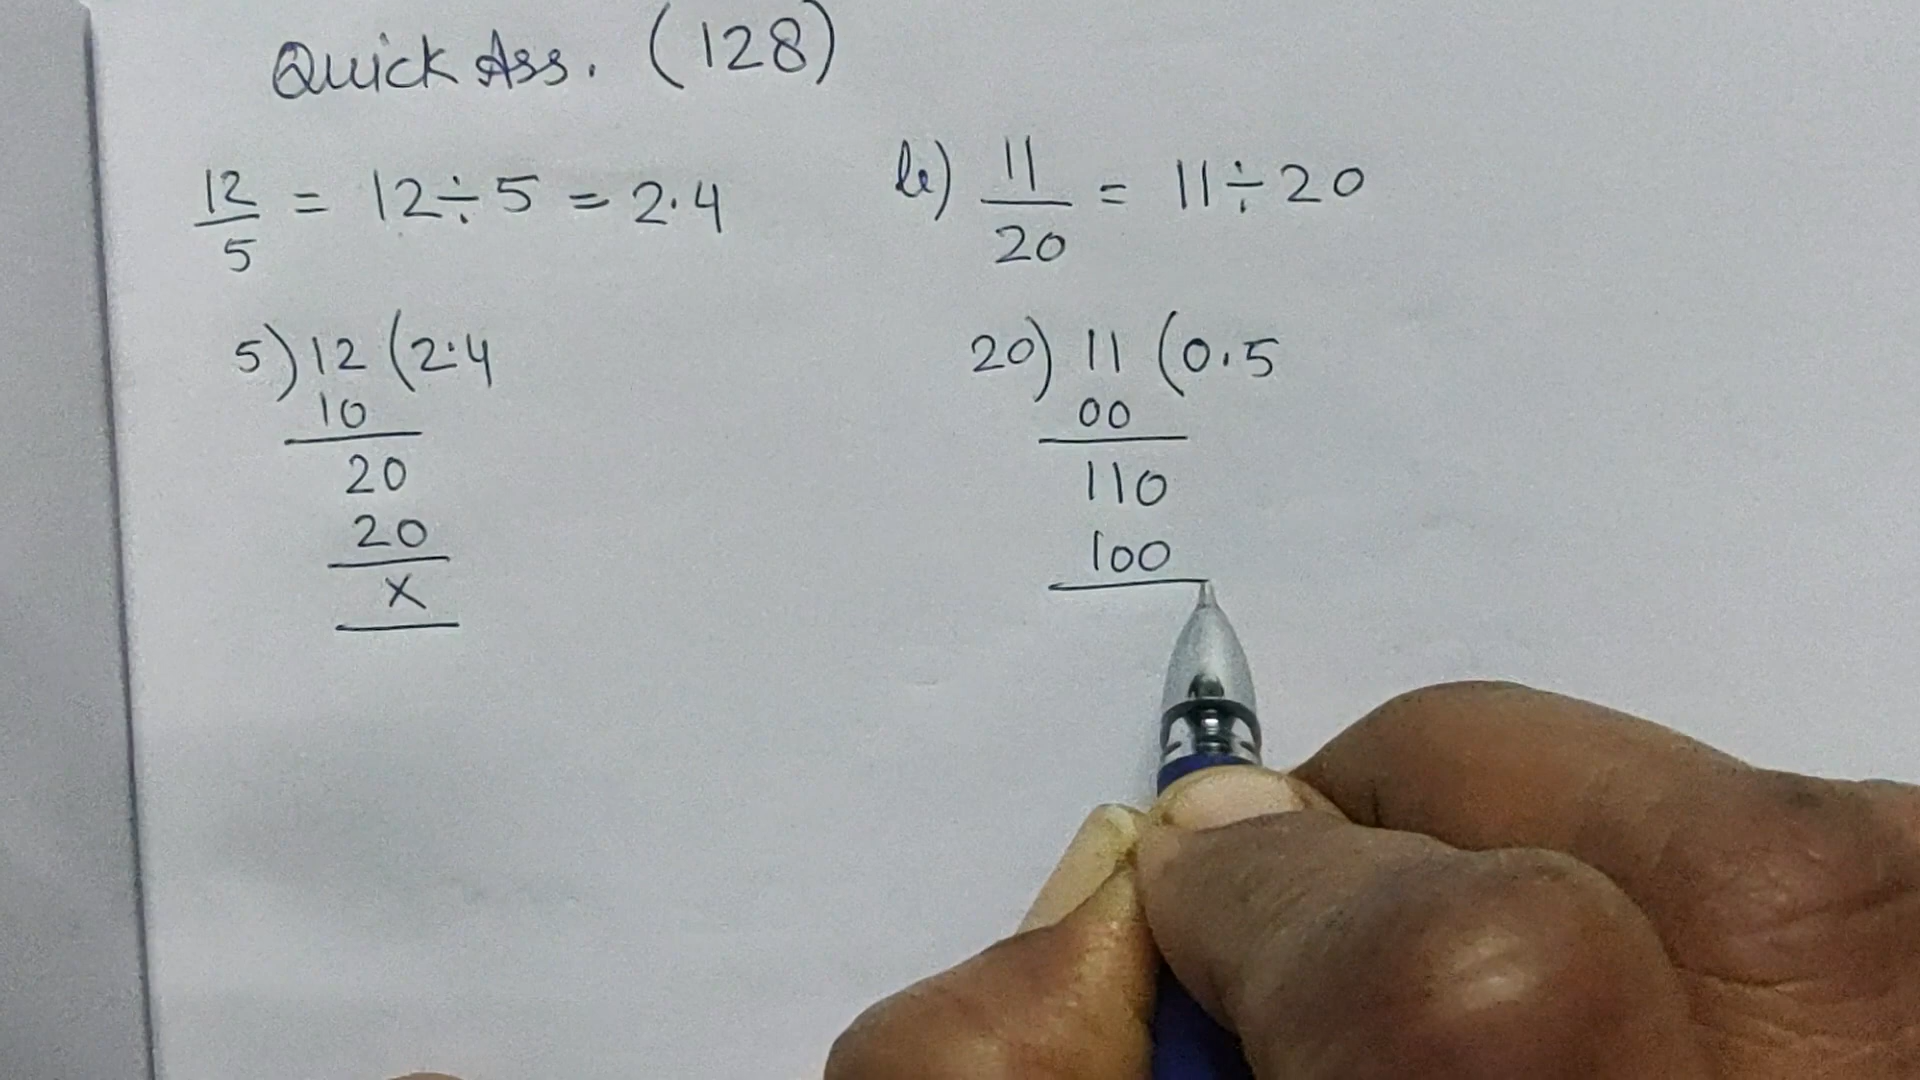 Quick Ass. (128)
12/5 = 12÷5 = 2.4
5) 12 (2.4
10
20
20
x
b) 11/20 = 11÷20
20) 11 (0.5
00
110
100